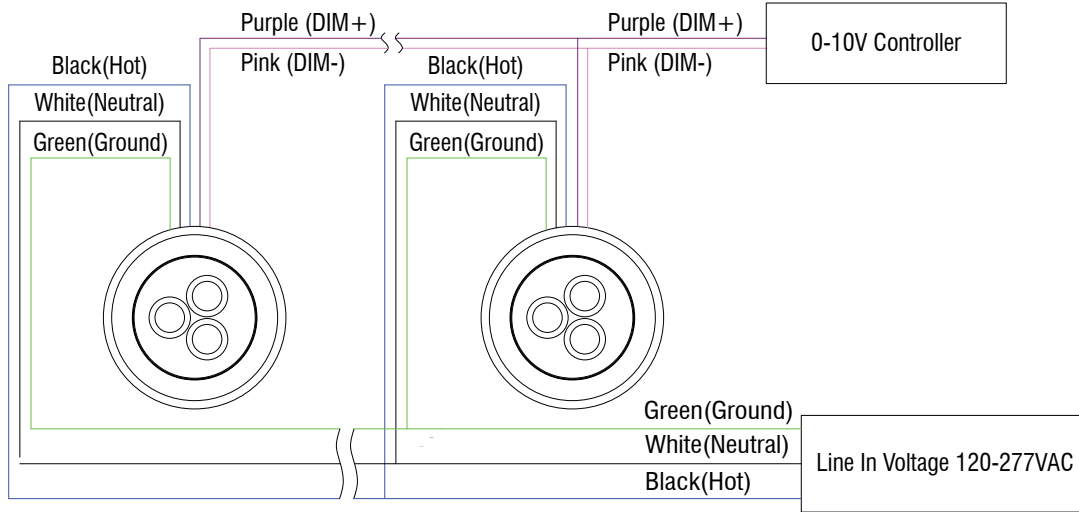 Purple (DIM+)
Purple (DIM+)
0-10V Controller
Pink (DIM-)
Pink (DIM-)
Black(Hot)
Black(Hot)
White(Neutral)
White(Neutral)
Green(Ground)
Green(Ground)
Green(Ground)
White(Neutral)
Line In Voltage 120-277VAC
Black(Hot)